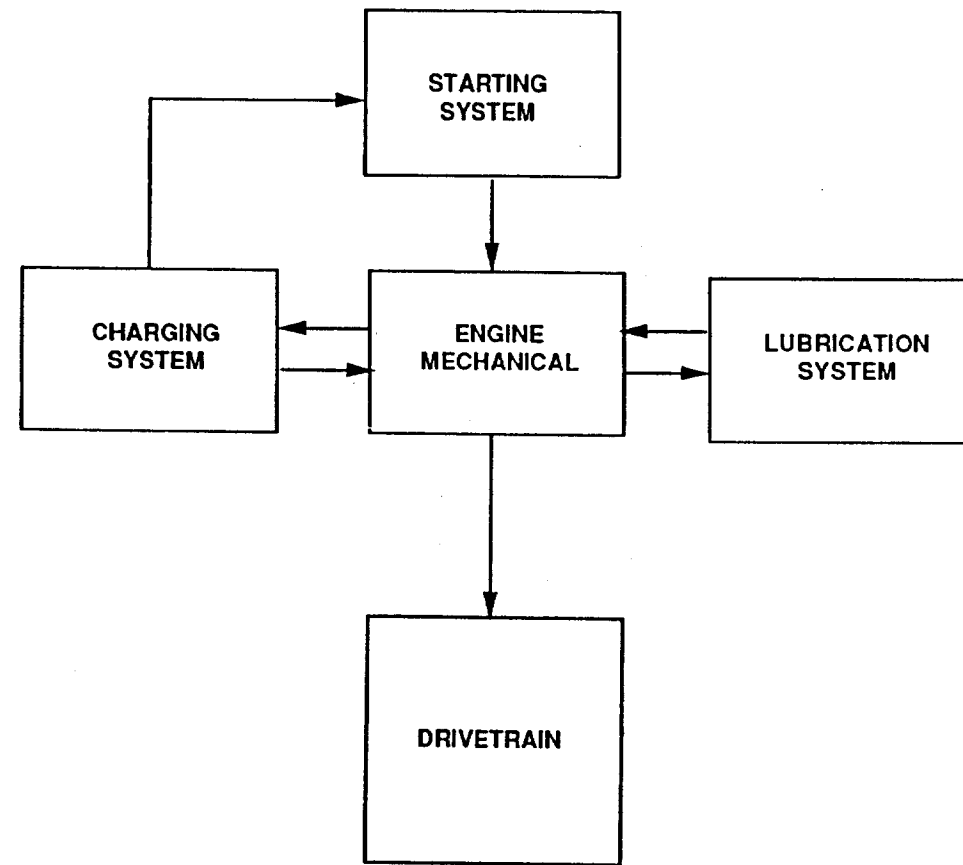 STARTING
SYSTEM
CHARGING
SYSTEM
ENGINE
MECHANICAL
LUBRICATION
SYSTEM
DRIVETRAIN